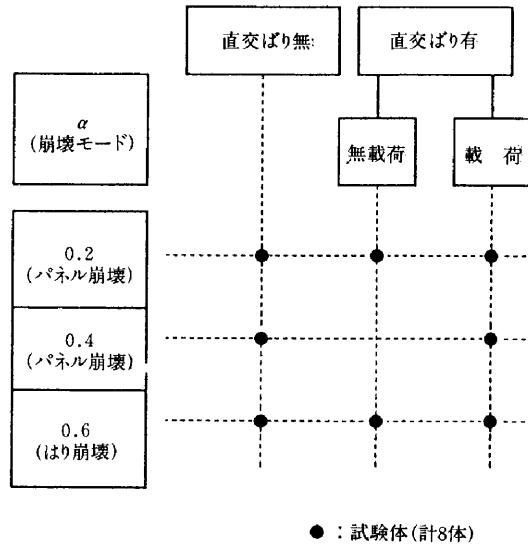 直交ばり無
直交ばり有
α
(崩壊モード)
無載荷
載 荷
0.2
(パネル崩壊)
0.4
(パネル崩壊)
0.6
(はり崩壊)
● : 試験体(計8体)